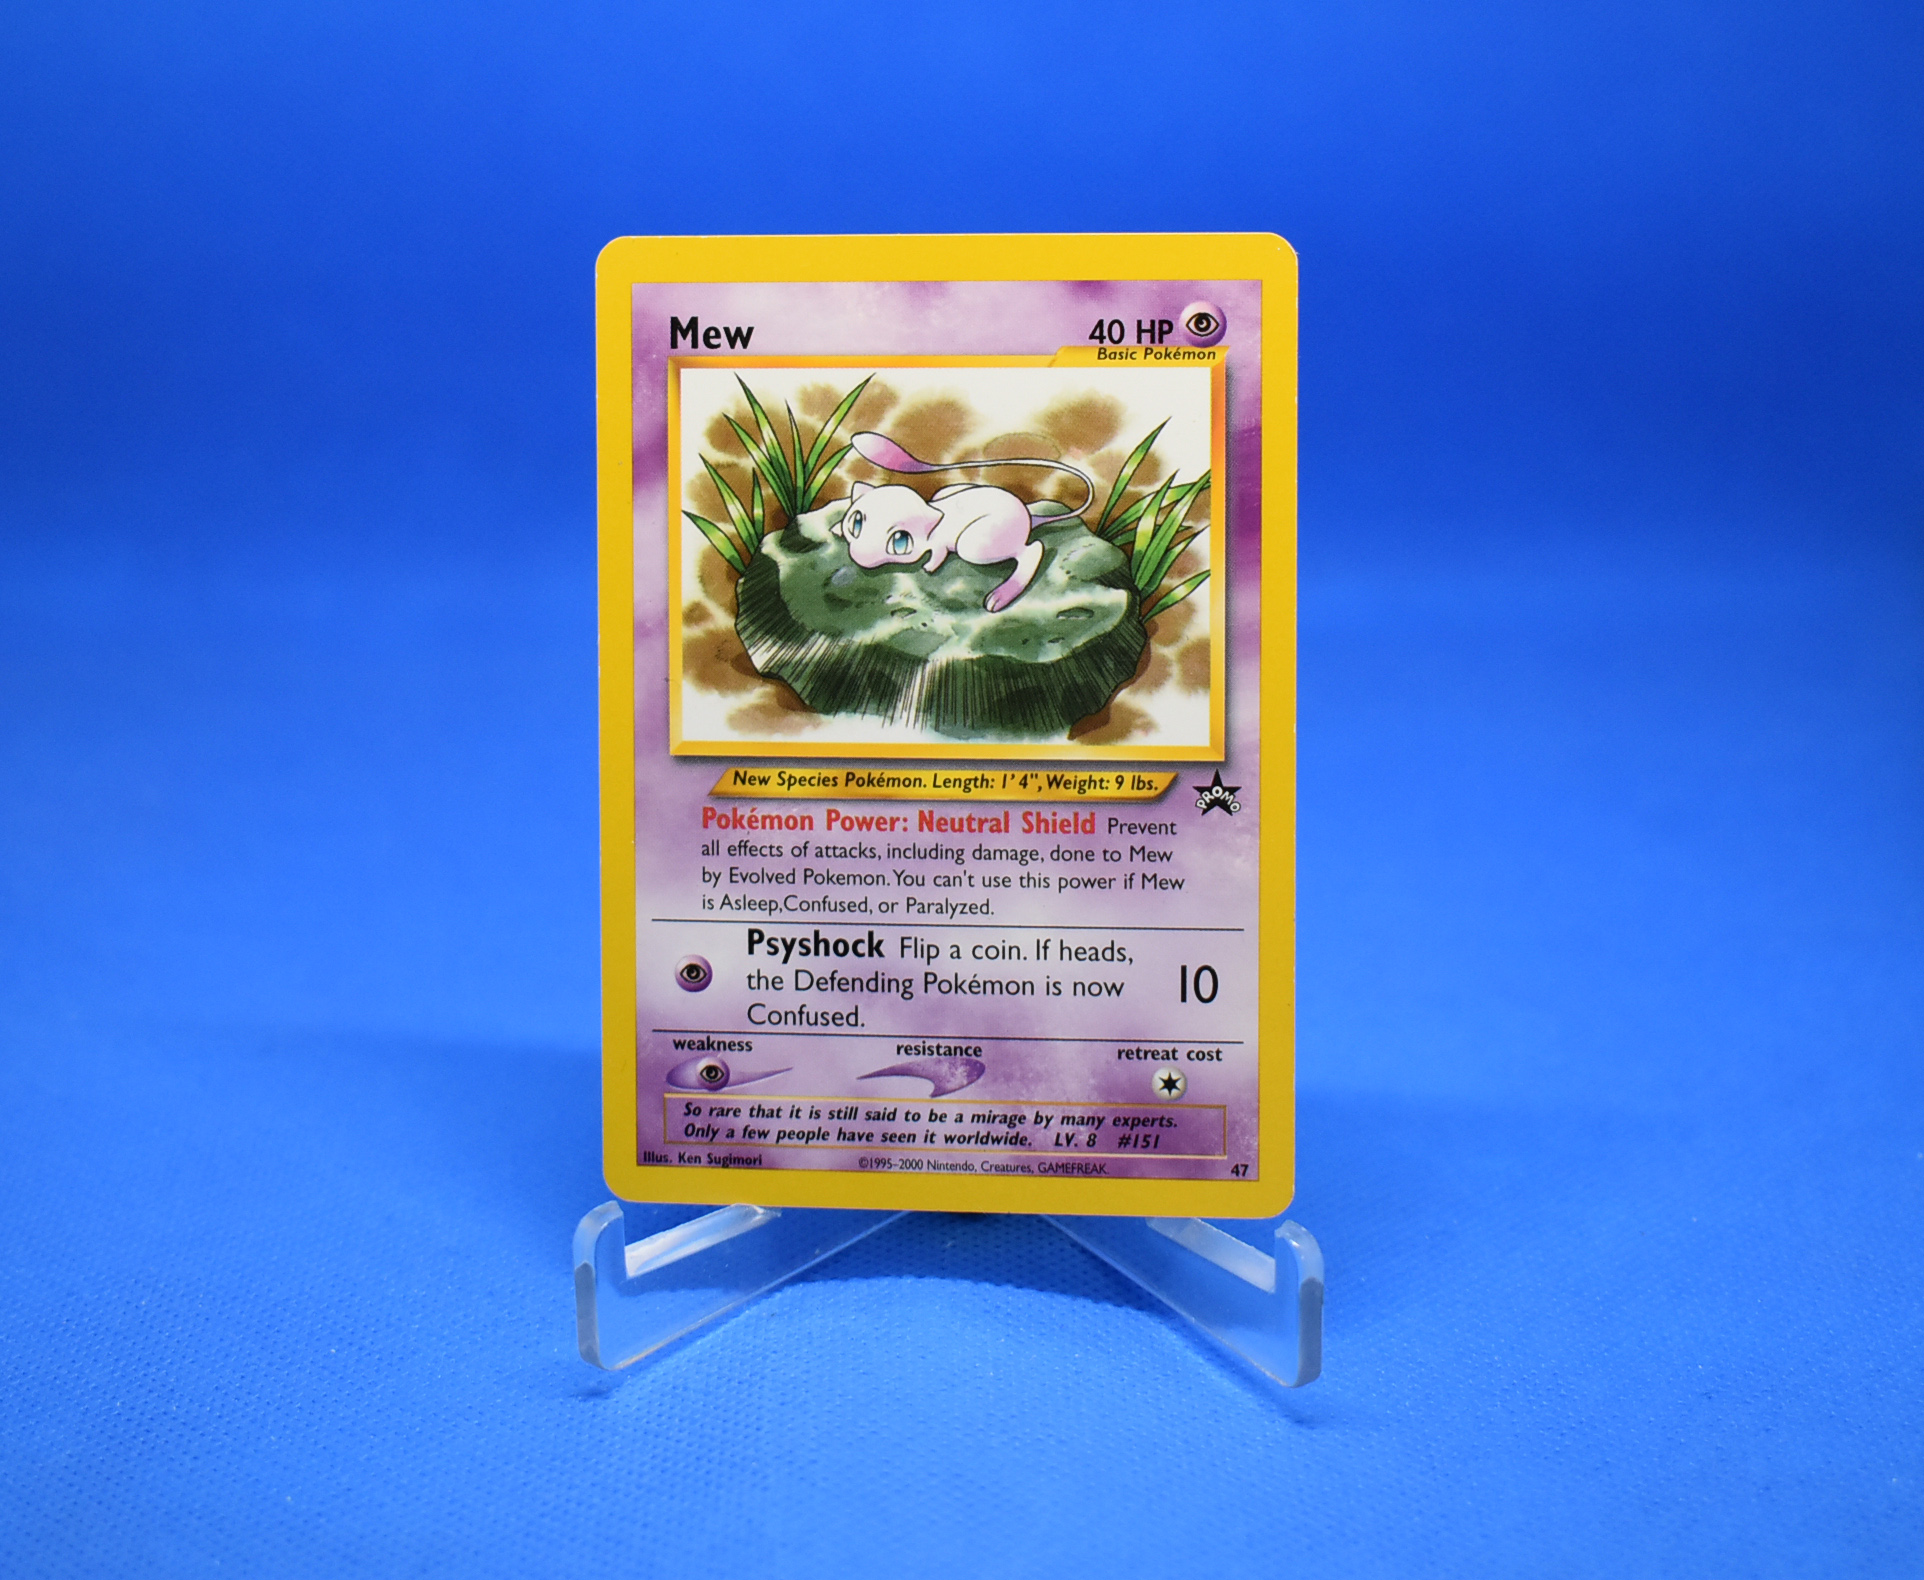 Mew
40 HP
Basic Pokémon
New Species Pokémon. Length: 1' 4", Weight: 9 lbs.
PROMO
Pokémon Power: Neutral Shield Prevent
all effects of attacks, including damage, done to Mew
by Evolved Pokemon. You can't use this power if Mew
is Asleep,Confused, or Paralyzed.
Psyshock Flip a coin. If heads,
the Defending Pokémon is now
Confused.
10
weakness
resistance
retreat cost
So rare that it is still said to be a mirage by many experts.
Only a few people have seen it worldwide. LV. 8 #151
Illus. Ken Sugimori
©1995-2000 Nintendo, Creatures, GAMEFREAK.
47